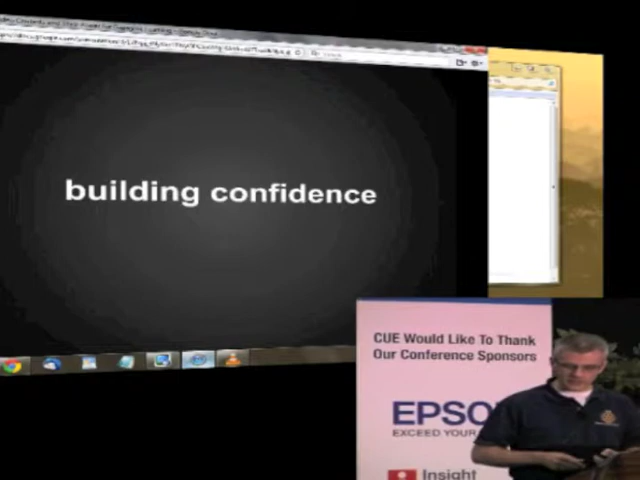 building confidence
CUE Would Like To Thank
Our Conference Sponsors
EPSO
EXCEED YOUR
Insight